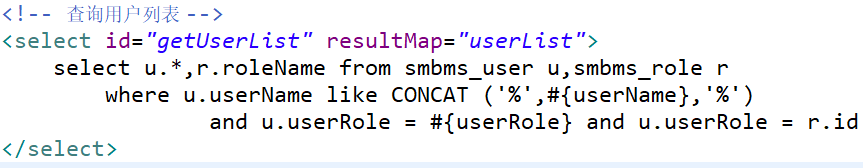 <!-- 查询用户列表 -->
<select id="getUserList" resultMap="userList">
select u.*,r.roleName from smbms_user u,smbms_role r
where u.userName like CONCAT ('%',#{userName},'%')
and u.userRole = #{userRole} and u.userRole = r.id
</select>